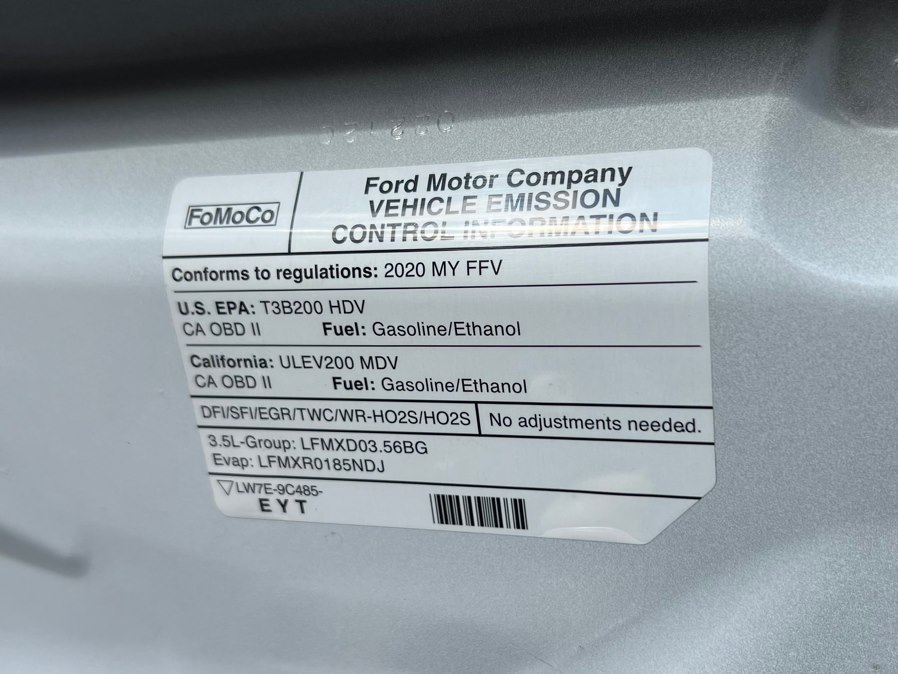 FoMoCo
Ford Motor Company
VEHICLE EMISSION
CONTROL INFORMATION
Conforms to regulations: 2020 MY FFV
U.S. EPA: T3B200 HDV
CA OBD II Fuel: Gasoline/Ethanol
California: ULEV200 MDV
CA OBD II Fuel: Gasoline/Ethanol
DFI/SFI/EGR/TWC/WR-HO2S/HO2S No adjustments needed.
3.5L-Group: LFMXD03.56BG
Evap: LFMXR0185NDJ
LW7E-9C485-
EYT